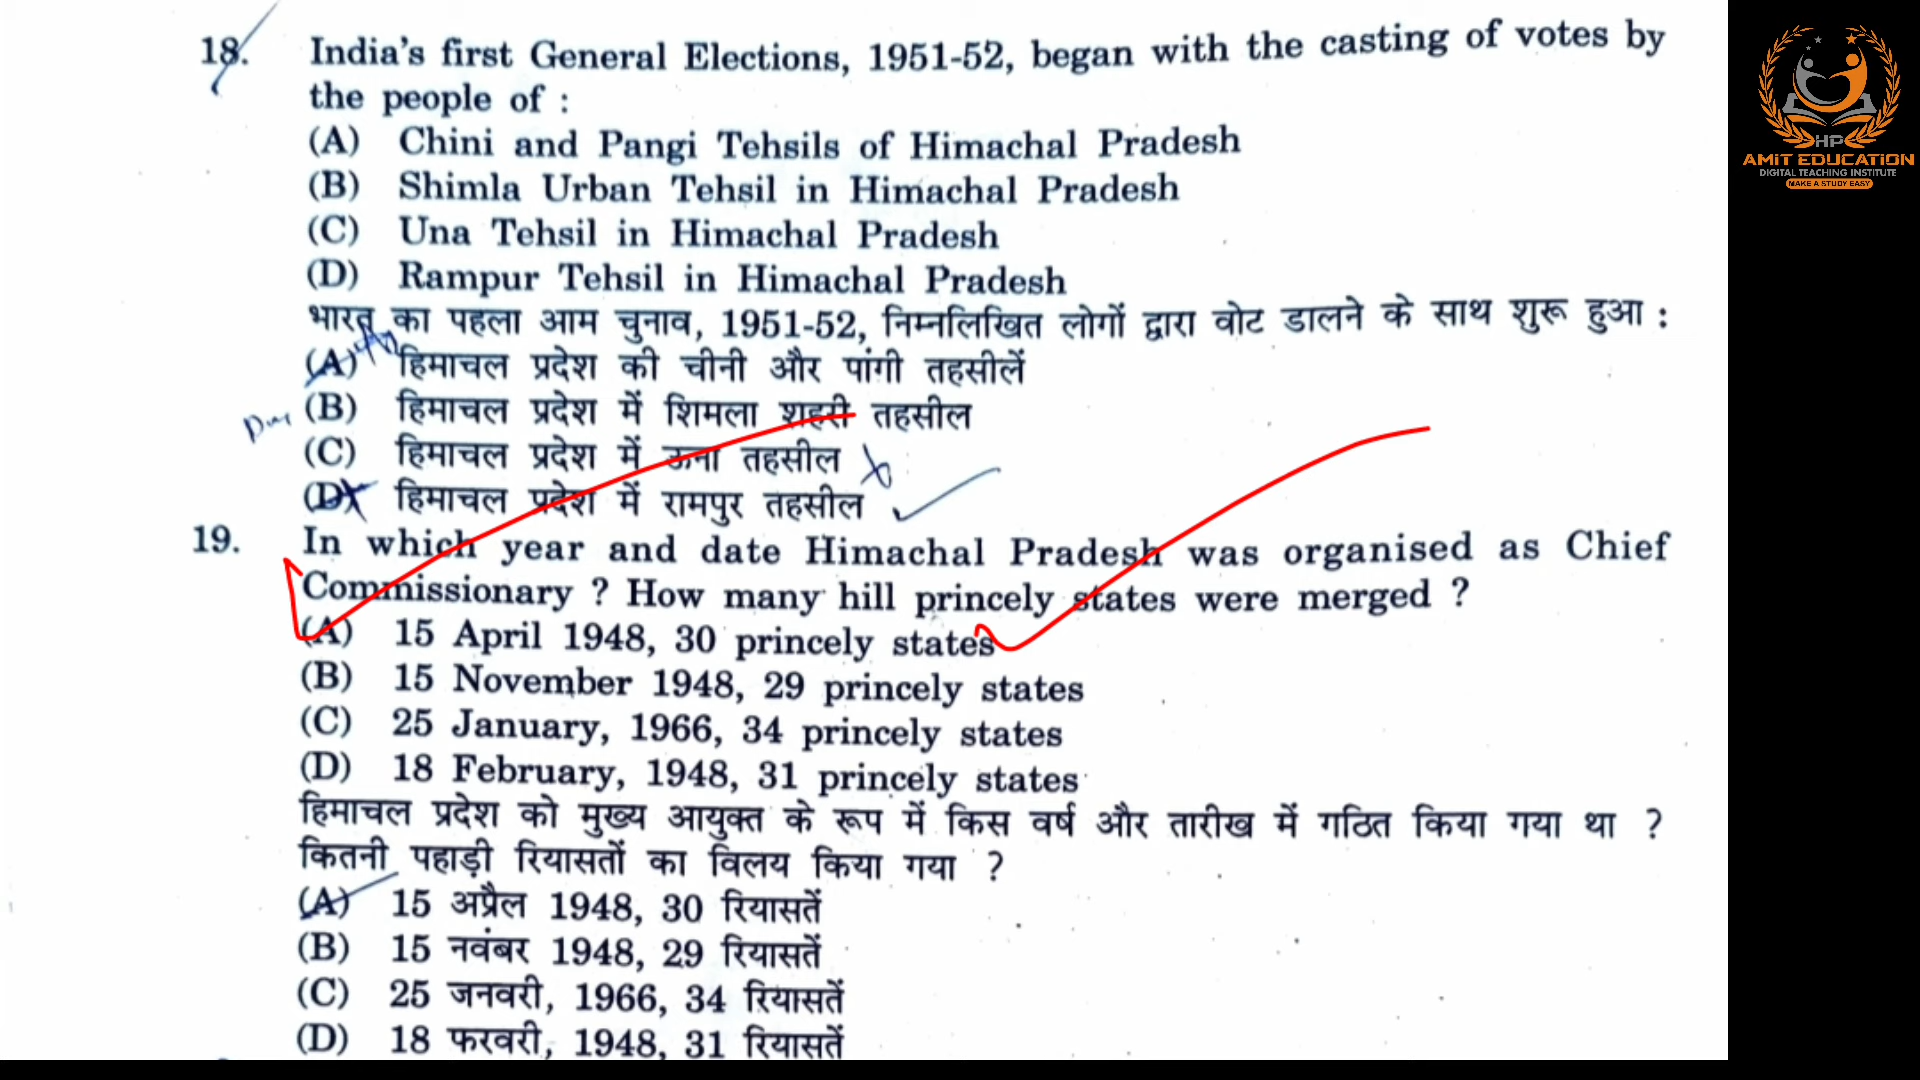 18. India's first General Elections, 1951-52, began with the casting of votes by
the people of :
(A) Chini and Pangi Tehsils of Himachal Pradesh
(B) Shimla Urban Tehsil in Himachal Pradesh
(C) Una Tehsil in Himachal Pradesh
(D) Rampur Tehsil in Himachal Pradesh
भारत का पहला आम चुनाव, 1951-52, निम्नलिखित लोगों द्वारा वोट डालने के साथ शुरू हुआ :
(A) हिमाचल प्रदेश की चीनी और पांगी तहसीलें
(B) हिमाचल प्रदेश में शिमला शहरी तहसील
(C) हिमाचल प्रदेश में ऊना तहसील
(D) हिमाचल प्रदेश में रामपुर तहसील
19. In which year and date Himachal Pradesh was organised as Chief
Commissionary ? How many hill princely states were merged ?
(A) 15 April 1948, 30 princely states
(B) 15 November 1948, 29 princely states
(C) 25 January, 1966, 34 princely states
(D) 18 February, 1948, 31 princely states
हिमाचल प्रदेश को मुख्य आयुक्त के रूप में किस वर्ष और तारीख में गठित किया गया था ?
कितनी पहाड़ी रियासतों का विलय किया गया ?
(A) 15 अप्रैल 1948, 30 रियासतें
(B) 15 नवंबर 1948, 29 रियासतें
(C) 25 जनवरी, 1966, 34 रियासतें
(D) 18 फरवरी, 1948, 31 रियासतें
HP
AMIT EDUCATION
DIGITAL TEACHING INSTITUTE
MAKE A STUDY EASY